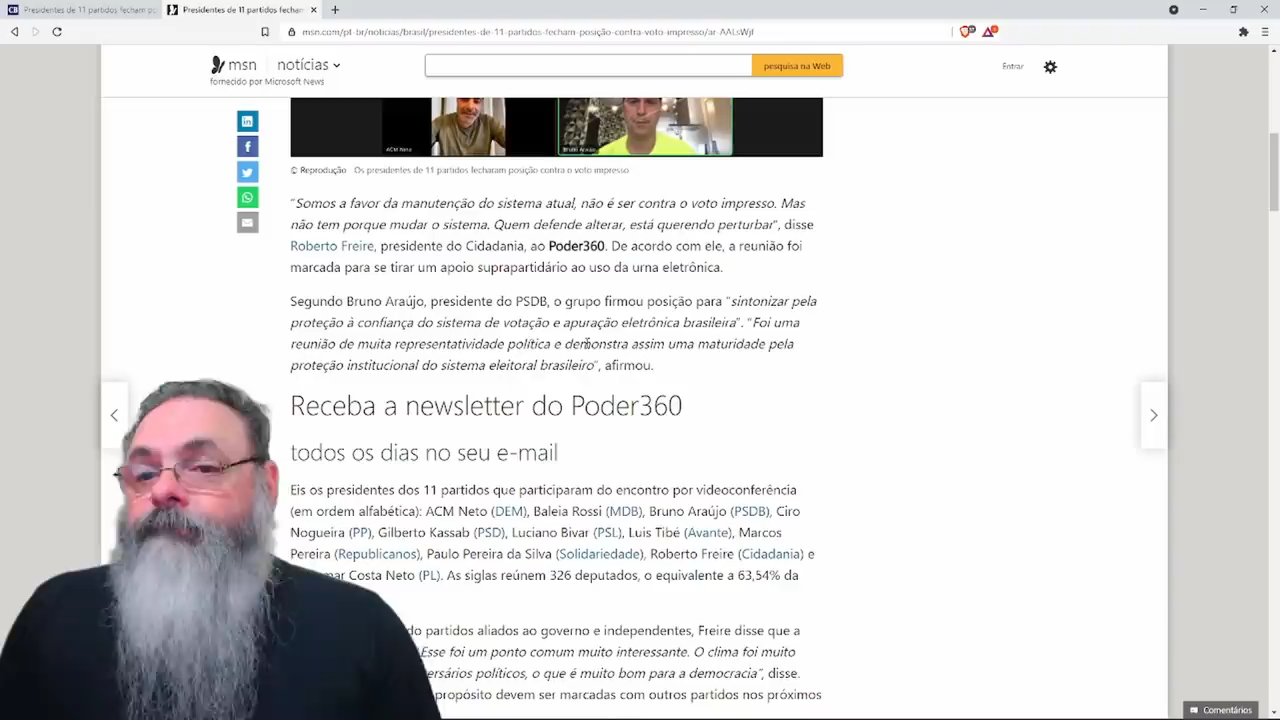 Presidentes de 11 partidos fecham po
Presidentes de 11 partidos fecham
msn.com/pt-br/noticias/brasil/presidentes-de-11-partidos-fecham-posição-contra-voto-impresso/ar-AALsWjf
msn notícias
fornecido por Microsoft News
pesquisa na Web
Entrar
ACM Neto
Bruno Araújo
© Reprodução Os presidentes de 11 partidos fecharam posição contra o voto impresso
"Somos a favor da manutenção do sistema atual, não é ser contra o voto impresso. Mas
não tem porque mudar o sistema. Quem defende alterar, está querendo perturbar", disse
Roberto Freire, presidente do Cidadania, ao Poder360. De acordo com ele, a reunião foi
marcada para se tirar um apoio suprapartidário ao uso da urna eletrônica.
Segundo Bruno Araújo, presidente do PSDB, o grupo firmou posição para "sintonizar pela
proteção à confiança do sistema de votação e apuração eletrônica brasileira". "Foi uma
reunião de muita representatividade política e demonstra assim uma maturidade pela
proteção institucional do sistema eleitoral brasileiro", afirmou.
Receba a newsletter do Poder360
todos os dias no seu e-mail
Eis os presidentes dos 11 partidos que participaram do encontro por videoconferência
(em ordem alfabética): ACM Neto (DEM), Baleia Rossi (MDB), Bruno Araújo (PSDB), Ciro
Nogueira (PP), Gilberto Kassab (PSD), Luciano Bivar (PSL), Luis Tibé (Avante), Marcos
Pereira (Republicanos), Paulo Pereira da Silva (Solidariedade), Roberto Freire (Cidadania) e
mar Costa Neto (PL). As siglas reúnem 326 deputados, o equivalente a 63,54% da
do partidos aliados ao governo e independentes, Freire disse que a
Esse foi um ponto comum muito interessante. O clima foi muito
ersários políticos, o que é muito bom para a democracia", disse.
propósito devem ser marcadas com outros partidos nos próximos
Comentários